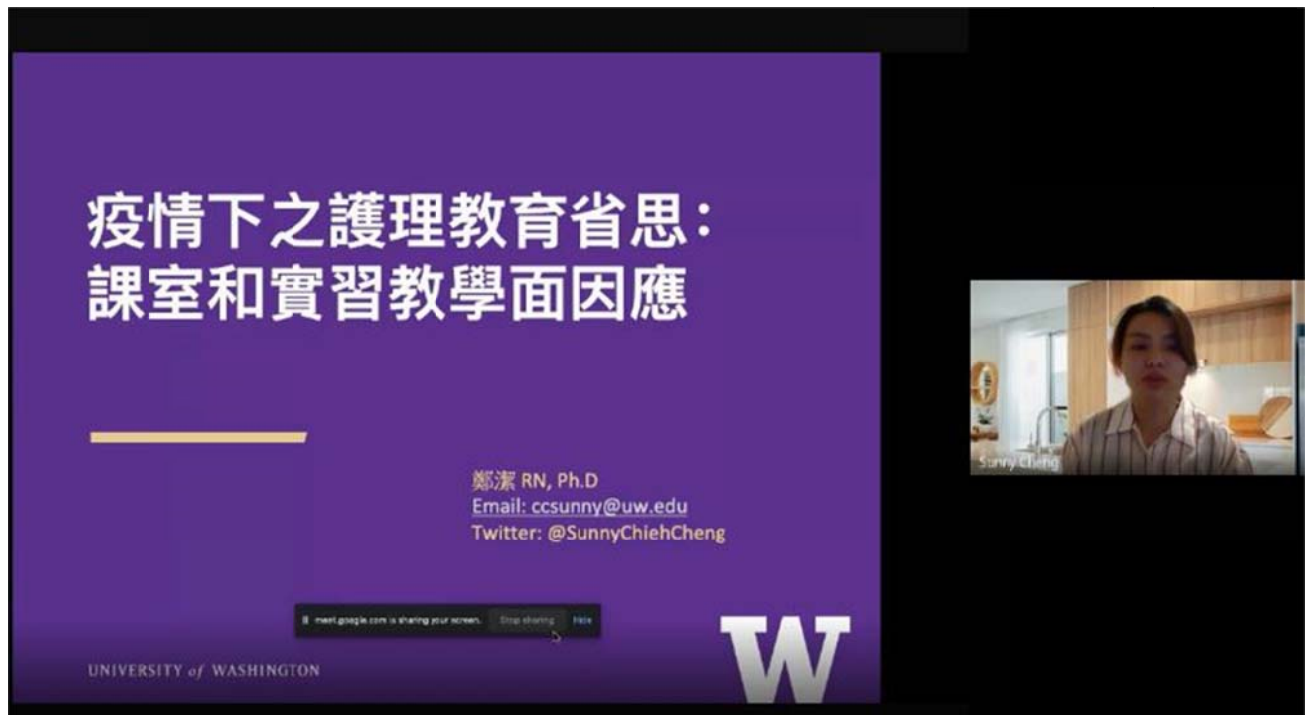 疫情下之護理教育省思：
課室和實習教學面因應
鄭潔 RN, Ph.D
Email: ccsunny@uw.edu
Twitter: @SunnyChiehCheng
meet.google.com is sharing your screen. Stop sharing Hide
UNIVERSITY of WASHINGTON
W
Sunny Cheng